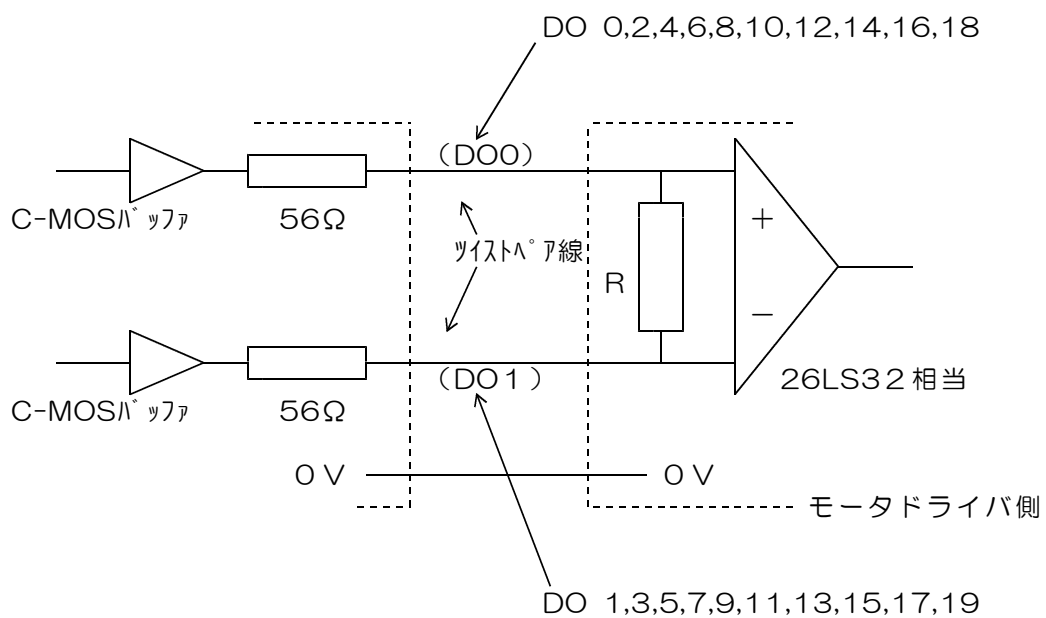 DO 0,2,4,6,8,10,12,14,16,18
（DO0）
C-MOSﾊﾞｯﾌｧ
56Ω
ﾂｲｽﾄﾍﾟｱ線
R
＋
－
（DO１）
26LS3２相当
C-MOSﾊﾞｯﾌｧ
56Ω
０Ｖ
０Ｖ
モータドライバ側
DO 1,3,5,7,9,11,13,15,17,19